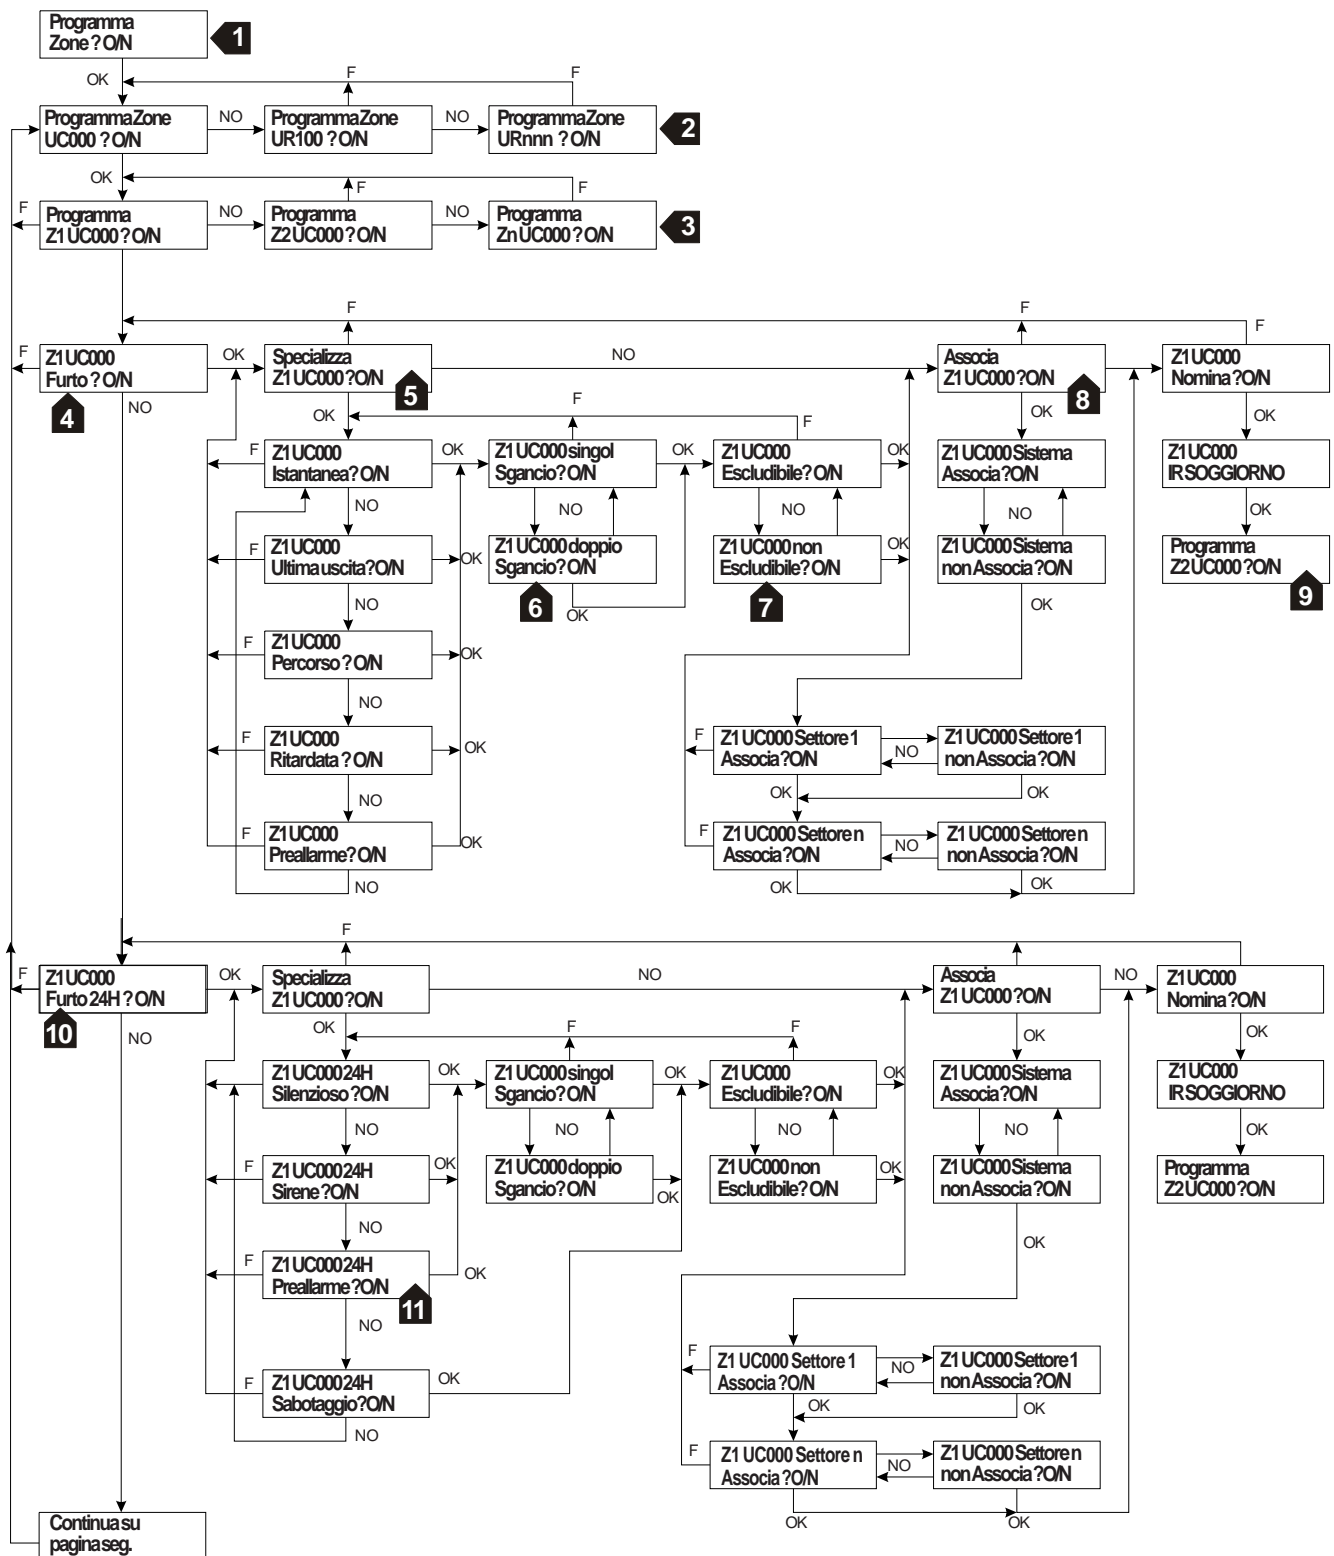 Programma
Zone ? O/N
1
OK
F
F
Programma Zone
UC000 ? O/N
NO
Programma Zone
UR100 ? O/N
NO
Programma Zone
URnnn ? O/N
2
OK
F
F
F
Programma
Z1 UC000 ? O/N
NO
Programma
Z2 UC000 ? O/N
NO
Programma
Zn UC000 ? O/N
3
F
F
F
F
Z1 UC000
Furto ? O/N
4
OK
NO
Specializza
Z1 UC000 ? O/N
5
NO
Associa
Z1 UC000 ? O/N
8
Z1 UC000
Nomina ? O/N
OK
F
F
OK
OK
F
Z1 UC000
Istantanea ? O/N
OK
Z1 UC000 singol
Sgancio ? O/N
OK
Z1 UC000
Escludibile ? O/N
OK
Z1 UC000 Sistema
Associa ? O/N
Z1 UC000
IR SOGGIORNO
NO
NO
NO
NO
OK
F
Z1 UC000
Ultima uscita ? O/N
OK
Z1 UC000 doppio
Sgancio ? O/N
6
OK
Z1 UC000 non
Escludibile ? O/N
7
OK
Z1 UC000 Sistema
non Associa ? O/N
Programma
Z2 UC000 ? O/N
9
NO
OK
F
Z1 UC000
Percorso ? O/N
OK
NO
F
Z1 UC000
Ritardata ? O/N
OK
F
Z1 UC000 Settore 1
Associa ? O/N
NO
Z1 UC000 Settore 1
non Associa ? O/N
NO
OK
OK
F
Z1 UC000
Preallarme ? O/N
OK
F
Z1 UC000 Settore n
Associa ? O/N
NO
Z1 UC000 Settore n
non Associa ? O/N
NO
OK
OK
F
F
Z1 UC000
Furto 24H ? O/N
10
OK
NO
Specializza
Z1 UC000 ? O/N
NO
Associa
Z1 UC000 ? O/N
NO
Z1 UC000
Nomina ? O/N
OK
F
F
OK
OK
Z1 UC000 24H
Silenzioso ? O/N
OK
Z1 UC000 singol
Sgancio ? O/N
OK
Z1 UC000
Escludibile ? O/N
OK
Z1 UC000 Sistema
Associa ? O/N
Z1 UC000
IR SOGGIORNO
NO
NO
NO
NO
OK
F
Z1 UC000 24H
Sirene ? O/N
OK
Z1 UC000 doppio
Sgancio ? O/N
OK
Z1 UC000 non
Escludibile ? O/N
OK
Z1 UC000 Sistema
non Associa ? O/N
Programma
Z2 UC000 ? O/N
NO
OK
F
Z1 UC000 24H
Preallarme ? O/N
11
OK
NO
F
Z1 UC000 Settore 1
Associa ? O/N
NO
Z1 UC000 Settore 1
non Associa ? O/N
F
Z1 UC000 24H
Sabotaggio ? O/N
OK
OK
OK
NO
F
Z1 UC000 Settore n
Associa ? O/N
NO
Z1 UC000 Settore n
non Associa ? O/N
OK
OK
Continua su
pagina seg.